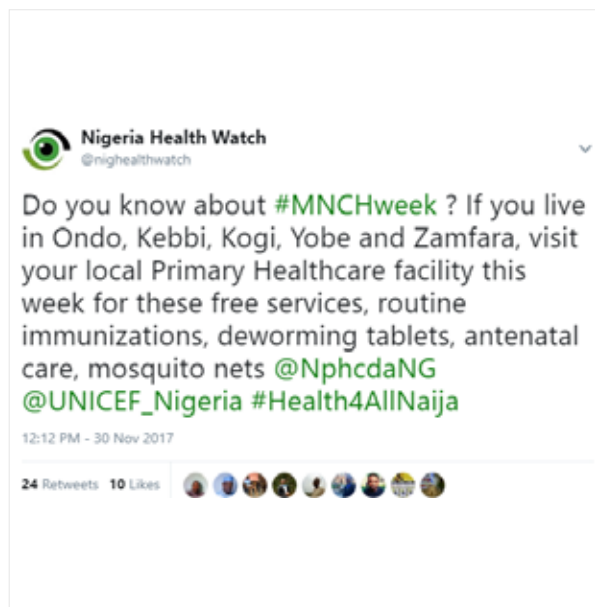 Nigeria Health Watch
@nighealthwatch
Do you know about #MNCHweek ? If you live
in Ondo, Kebbi, Kogi, Yobe and Zamfara, visit
your local Primary Healthcare facility this
week for these free services, routine
immunizations, deworming tablets, antenatal
care, mosquito nets @NphcdaNG
@UNICEF_Nigeria #Health4AllNaija
12:12 PM - 30 Nov 2017
24 Retweets 10 Likes